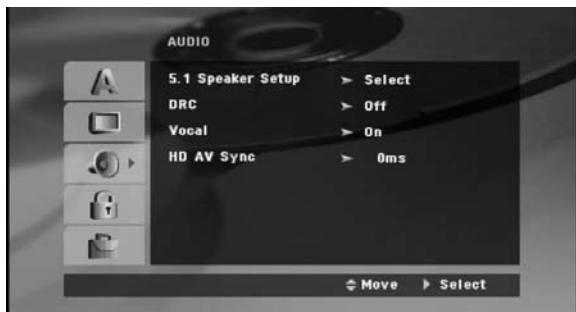 AUDIO
5.1 Speaker Setup ➤ Select
DRC ➤ Off
Vocal ➤ On
HD AV Sync ➤ 0ms
A
Move Select